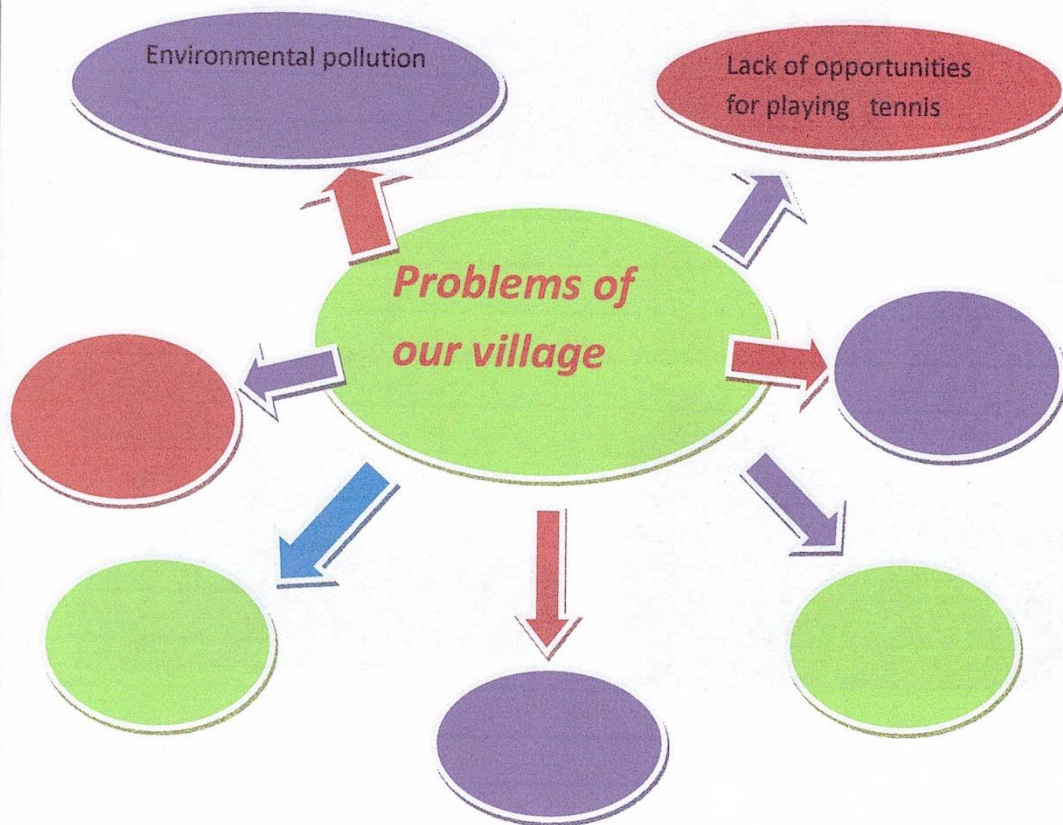 Environmental pollution
Lack of opportunities
for playing tennis
Problems of
our village